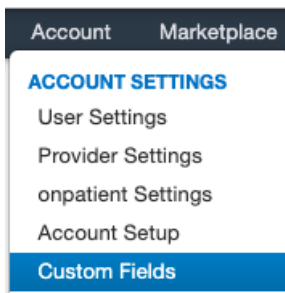 Account Marketplace
ACCOUNT SETTINGS
User Settings
Provider Settings
onpatient Settings
Account Setup
Custom Fields